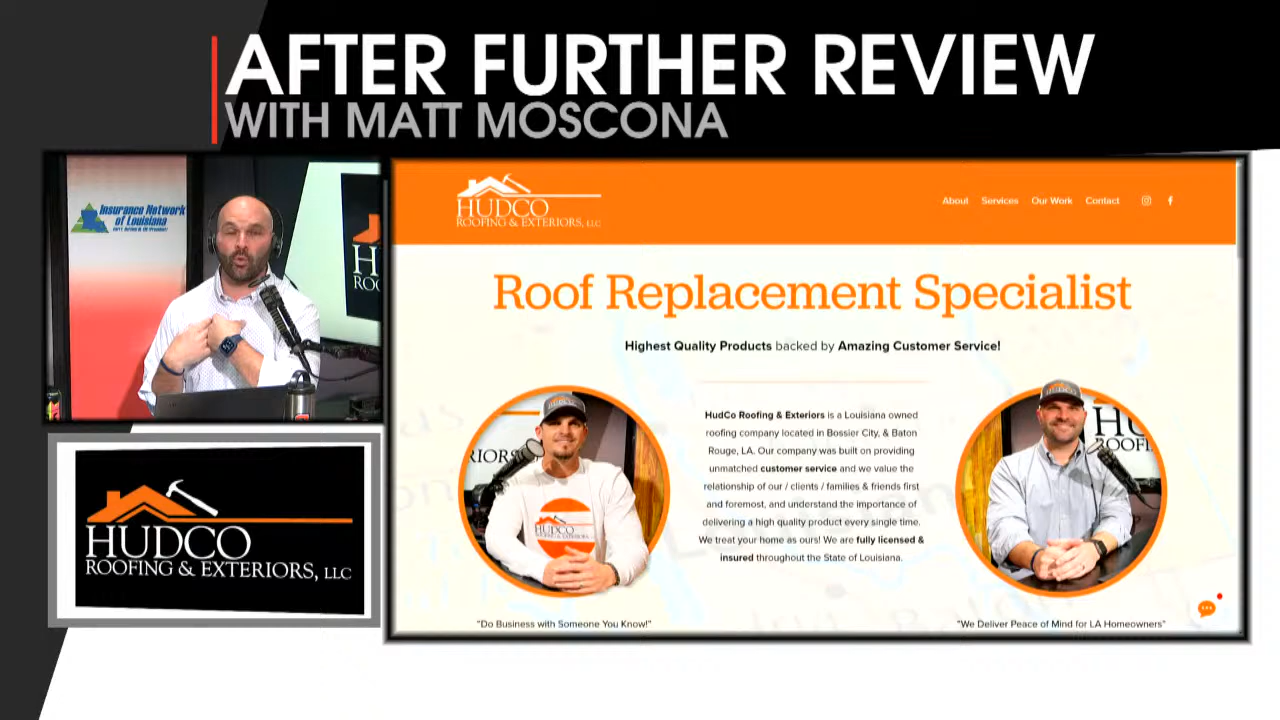 AFTER FURTHER REVIEW
WITH MATT MOSCONA
Insurance Network
of Louisiana
HUDCO
ROOFING & EXTERIORS, LLC
About Services Our Work Contact
Roof Replacement Specialist
Highest Quality Products backed by Amazing Customer Service!
HudCo Roofing & Exteriors is a Louisiana owned
roofing company located in Bossier City, & Baton
Rouge, LA. Our company was built on providing
unmatched customer service and we value the
relationship of our / clients / families & friends first
and foremost, and understand the importance of
delivering a high quality product every single time.
We treat your home as ours! We are fully licensed &
insured throughout the State of Louisiana.
"Do Business with Someone You Know!"
"We Deliver Peace of Mind for LA Homeowners"
HUDCO
ROOFING & EXTERIORS, LLC